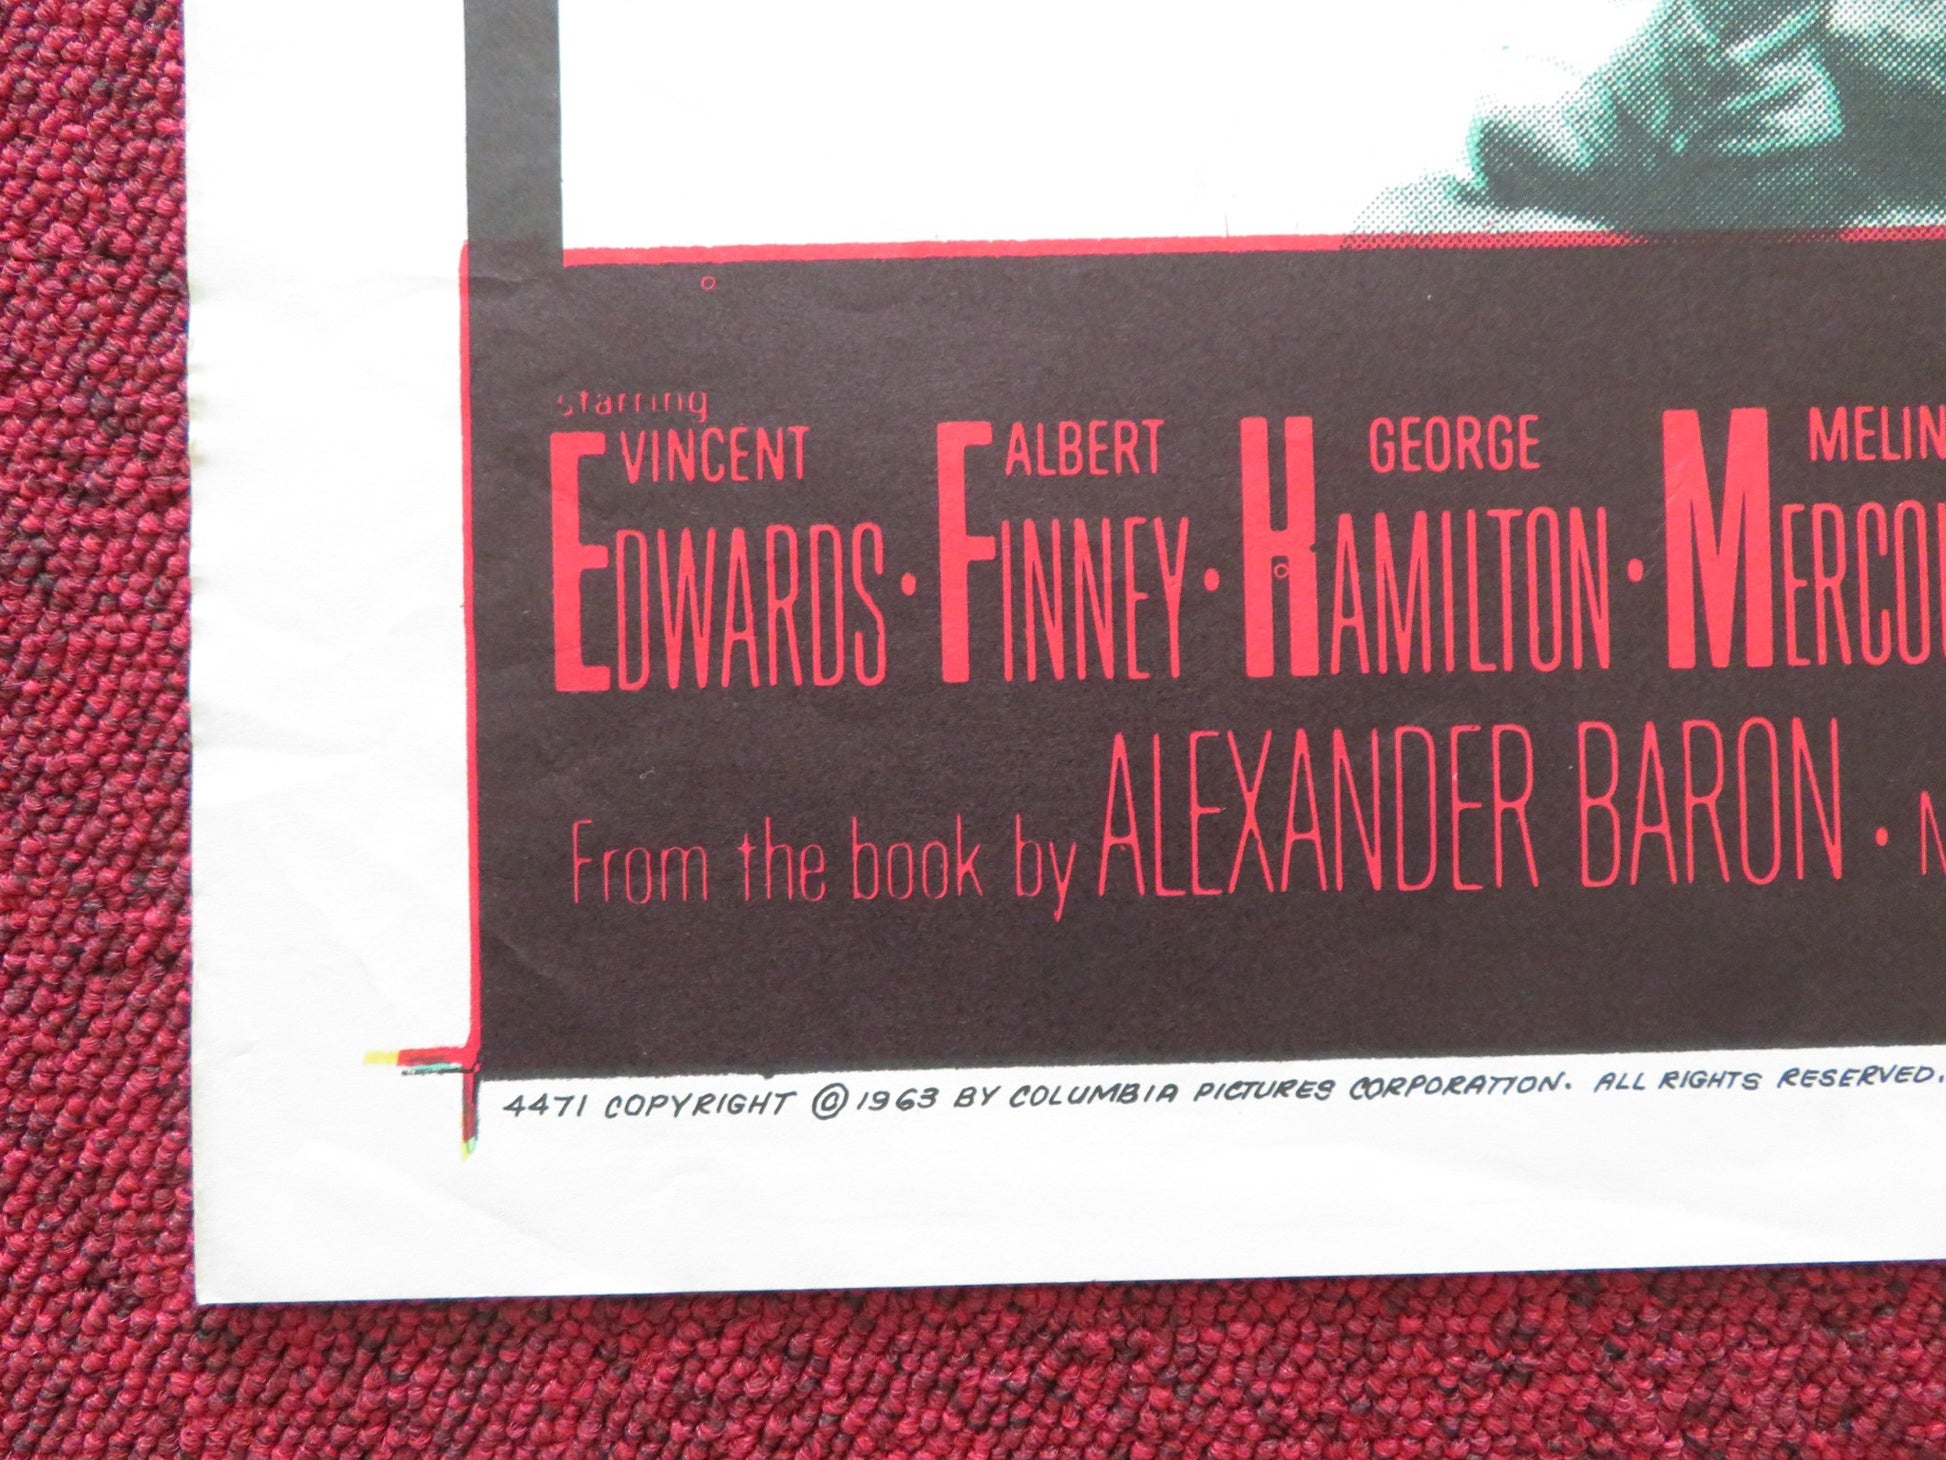 starring
VINCENT ALBERT GEORGE MELIN
EDWARDS • FINNEY • HAMILTON • MERCOU
From the book by ALEXANDER BARON •
4471 COPYRIGHT © 1963 BY COLUMBIA PICTURES CORPORATION. ALL RIGHTS RESERVED.